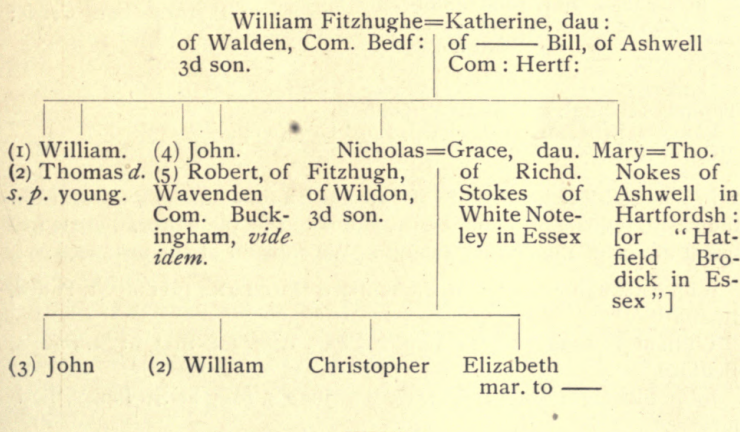 William Fitzhughe=Katherine, dau :
of Walden, Com. Bedf: of —— Bill, of Ashwell
3d son. Com : Hertf:
(1) William.
(2) Thomas d.
s. p. young.
(4) John.
(5) Robert, of
Wavenden
Com. Buck-
ingham, vide
idem.
Nicholas=Grace, dau.
Fitzhugh, of Richd.
of Wildon, Stokes of
3d son. White Note-
ley in Essex
Mary=Tho.
Nokes of
Ashwell in
Hartfordsh :
[or "Hat-
field Bro-
dick in Es-
sex"]
(3) John (2) William Christopher Elizabeth
mar. to ——